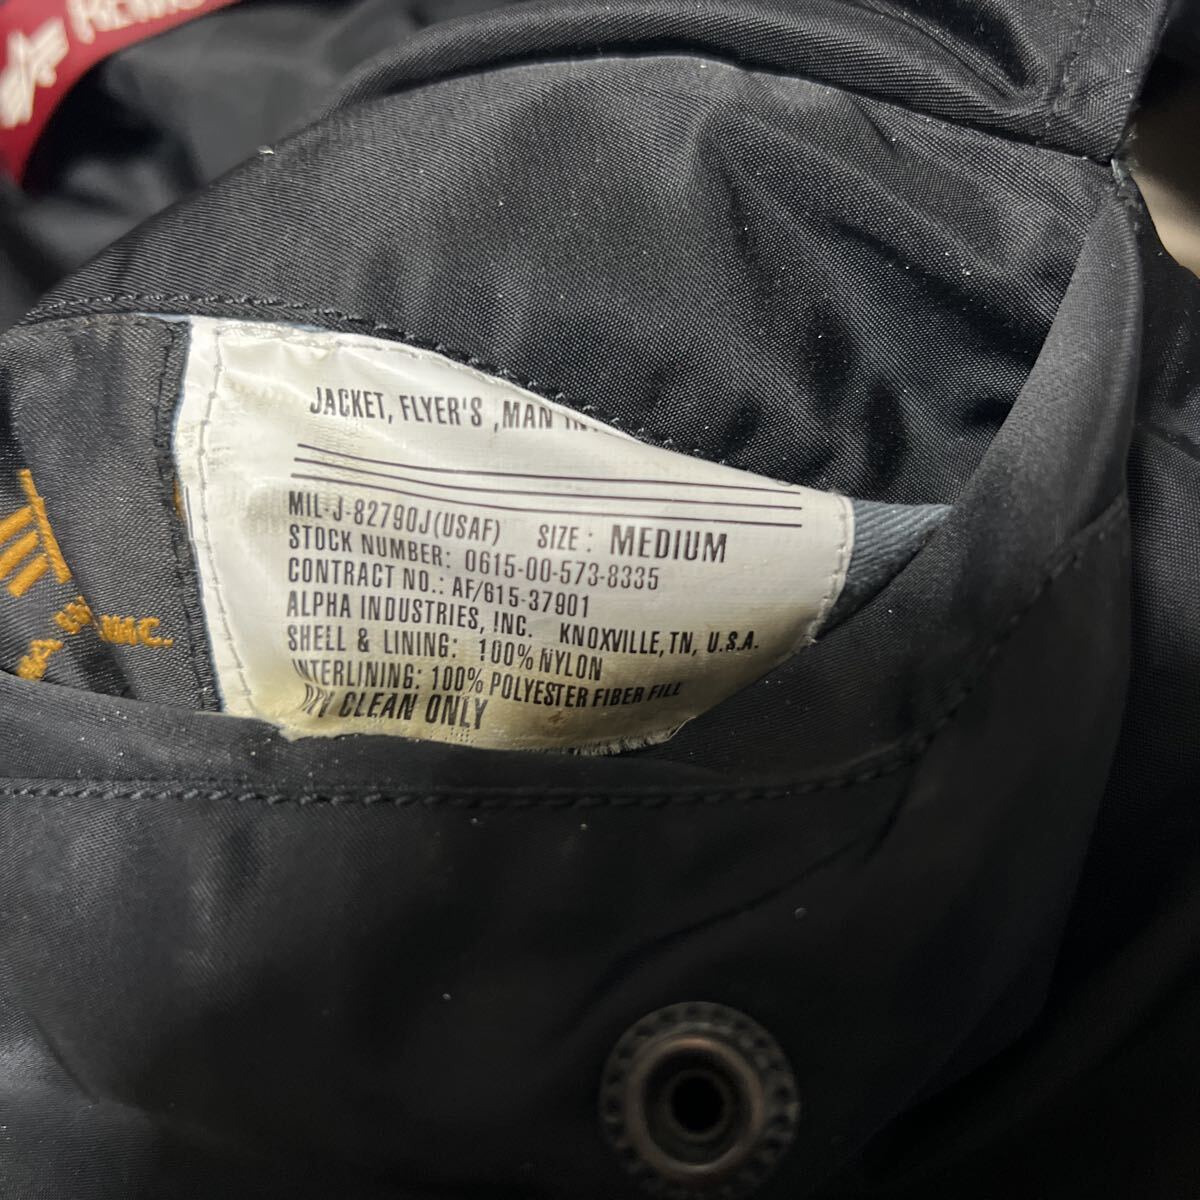 JACKET, FLYER'S ,MAN
MIL-J-82790J(USAF) SIZE: MEDIUM
STOCK NUMBER: 0615-00-573-8335
CONTRACT NO.: AF/615-37901
ALPHA INDUSTRIES, INC. KNOXVILLE, TN, U.S.A.
SHELL & LINING: 100% NYLON
INTERLINING: 100% POLYESTER FIBER FILL
CLEAN ONLY
INC.